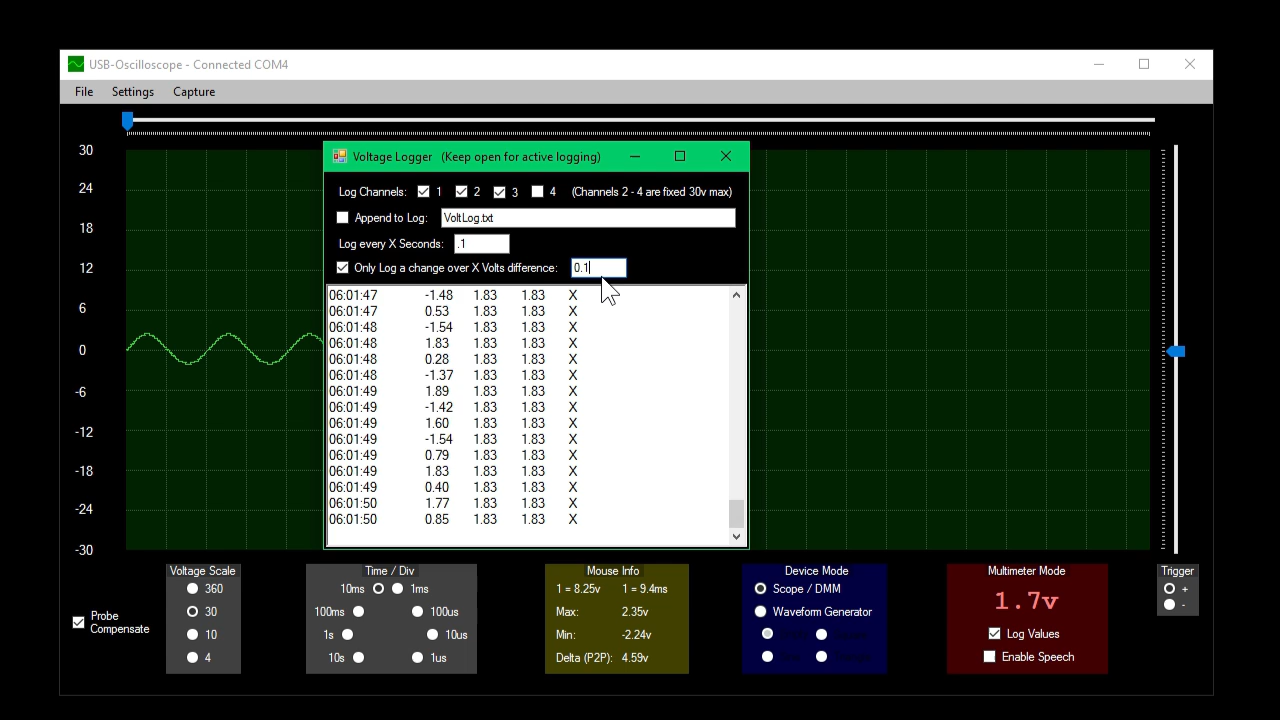 USB-Oscilloscope - Connected COM4
File Settings Capture
30
24
18
12
6
0
-6
-12
-18
-24
-30
Voltage Logger (Keep open for active logging)
Log Channels: 1 2 3 4 (Channels 2 - 4 are fixed 30v max)
Append to Log: VoltLog.txt
Log every X Seconds: .1
Only Log a change over X Volts difference: 0.1
06:01:47 -1.48 1.83 1.83 X
06:01:47 0.53 1.83 1.83 X
06:01:48 -1.54 1.83 1.83 X
06:01:48 1.83 1.83 1.83 X
06:01:48 0.28 1.83 1.83 X
06:01:48 -1.37 1.83 1.83 X
06:01:49 1.89 1.83 1.83 X
06:01:49 -1.42 1.83 1.83 X
06:01:49 1.60 1.83 1.83 X
06:01:49 -1.54 1.83 1.83 X
06:01:49 0.79 1.83 1.83 X
06:01:49 1.83 1.83 1.83 X
06:01:49 0.40 1.83 1.83 X
06:01:50 1.77 1.83 1.83 X
06:01:50 0.85 1.83 1.83 X
Probe
Compensate
Voltage Scale
360
30
10
4
Time / Div
10ms 1ms
100ms 100us
1s 10us
10s 1us
Mouse Info
1 = 8.25v 1 = 9.4ms
Max: 2.35v
Min: -2.24v
Delta (P2P): 4.59v
Device Mode
Scope / DMM
Waveform Generator
Multimeter Mode
1.7v
Log Values
Enable Speech
Trigger
+
-